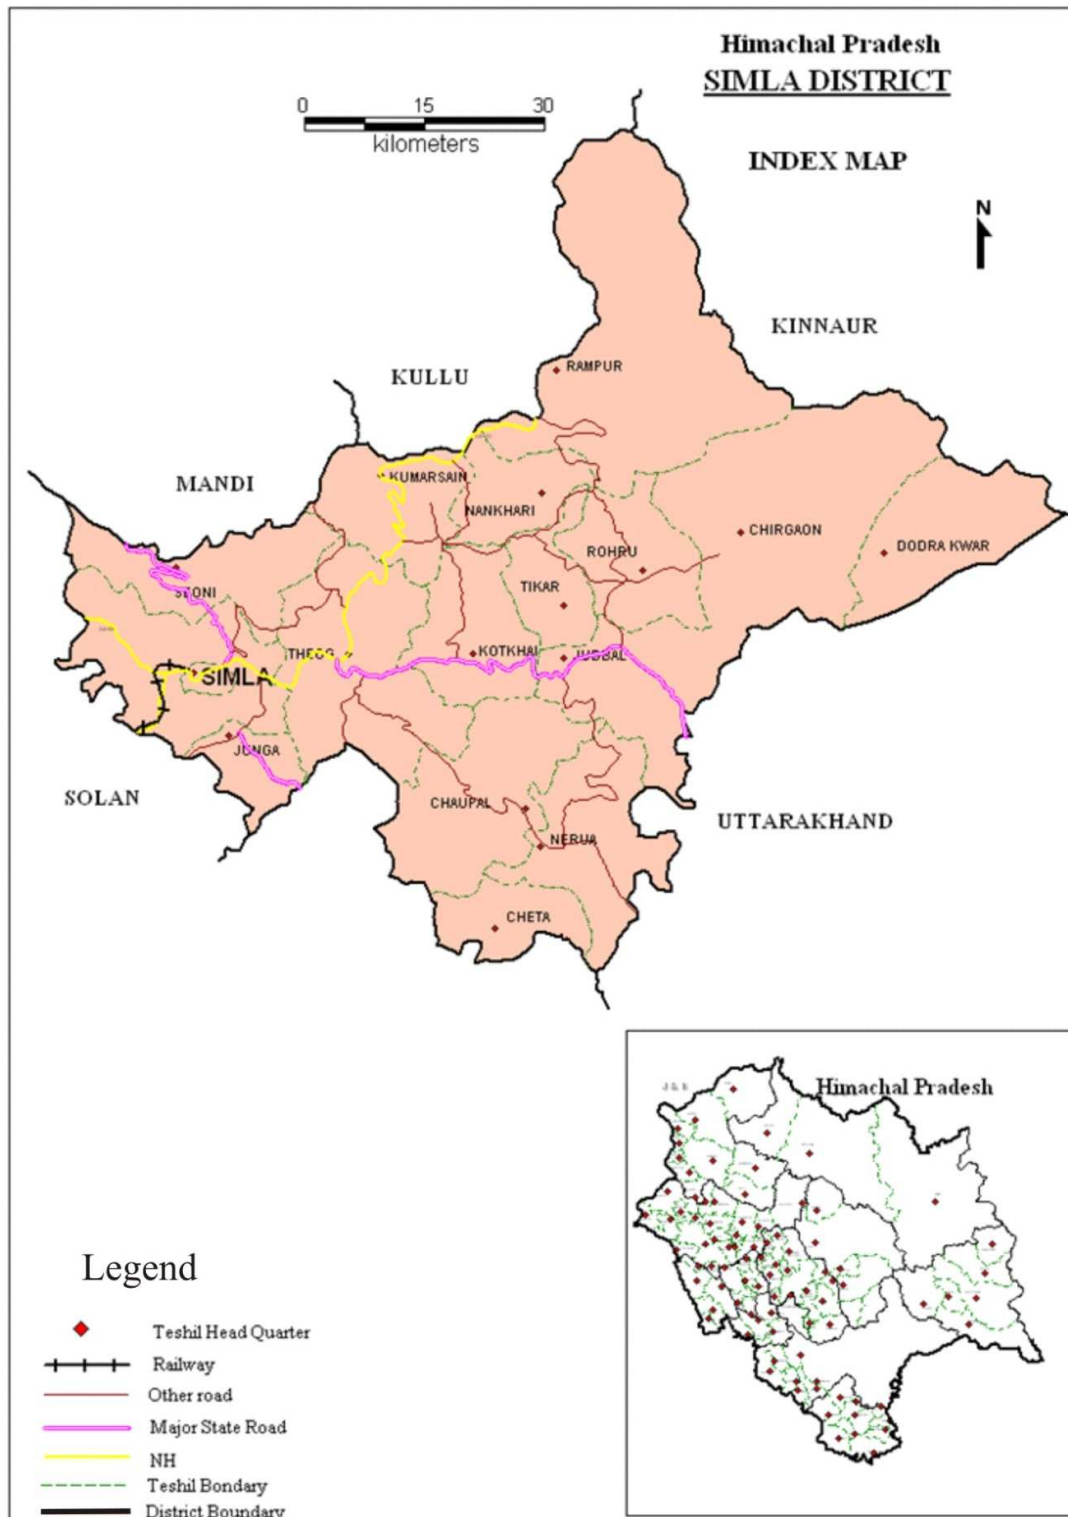 Himachal Pradesh
SIMLA DISTRICT
0 15 30
kilometers
INDEX MAP
N
KINNAUR
RAMPUR
KULLU
KUMARSAIN
MANDI
NANKHARI
CHIRGAON
ROHRU
DODRA KWAR
TIKAR
SEONI
THEOG
KOTKHAI
JUBBAL
SIMLA
JUNGA
SOLAN
CHAUPAL
UTTARAKHAND
NERUA
CHETA
Himachal Pradesh
Legend
Teshil Head Quarter
Railway
Other road
Major State Road
NH
Teshil Bondary
District Boundary